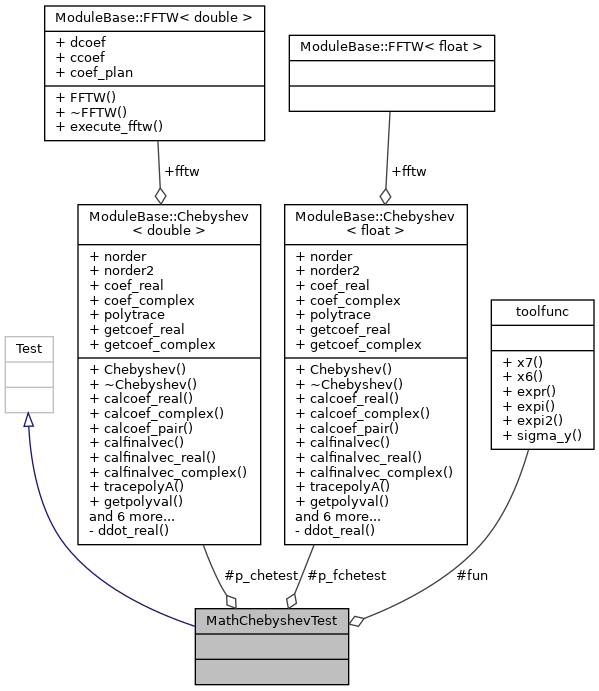 ModuleBase::FFTW< double >
+ dcoef
+ ccoef
+ coef_plan
+ FFTW()
+ ~FFTW()
+ execute_fftw()
ModuleBase::FFTW< float >
+fftw
+fftw
ModuleBase::Chebyshev
< double >
+ norder
+ norder2
+ coef_real
+ coef_complex
+ polytrace
+ getcoef_real
+ getcoef_complex
+ Chebyshev()
+ ~Chebyshev()
+ calcoef_real()
+ calcoef_complex()
+ calcoef_pair()
+ calfinalvec()
+ calfinalvec_real()
+ calfinalvec_complex()
+ tracepolyA()
+ getpolyval()
and 6 more...
- ddot_real()
ModuleBase::Chebyshev
< float >
+ norder
+ norder2
+ coef_real
+ coef_complex
+ polytrace
+ getcoef_real
+ getcoef_complex
+ Chebyshev()
+ ~Chebyshev()
+ calcoef_real()
+ calcoef_complex()
+ calcoef_pair()
+ calfinalvec()
+ calfinalvec_real()
+ calfinalvec_complex()
+ tracepolyA()
+ getpolyval()
and 6 more...
- ddot_real()
toolfunc
+ x7()
+ x6()
+ expr()
+ expi()
+ expi2()
+ sigma_y()
Test
#p_chetest
#p_fchetest
#fun
MathChebyshevTest